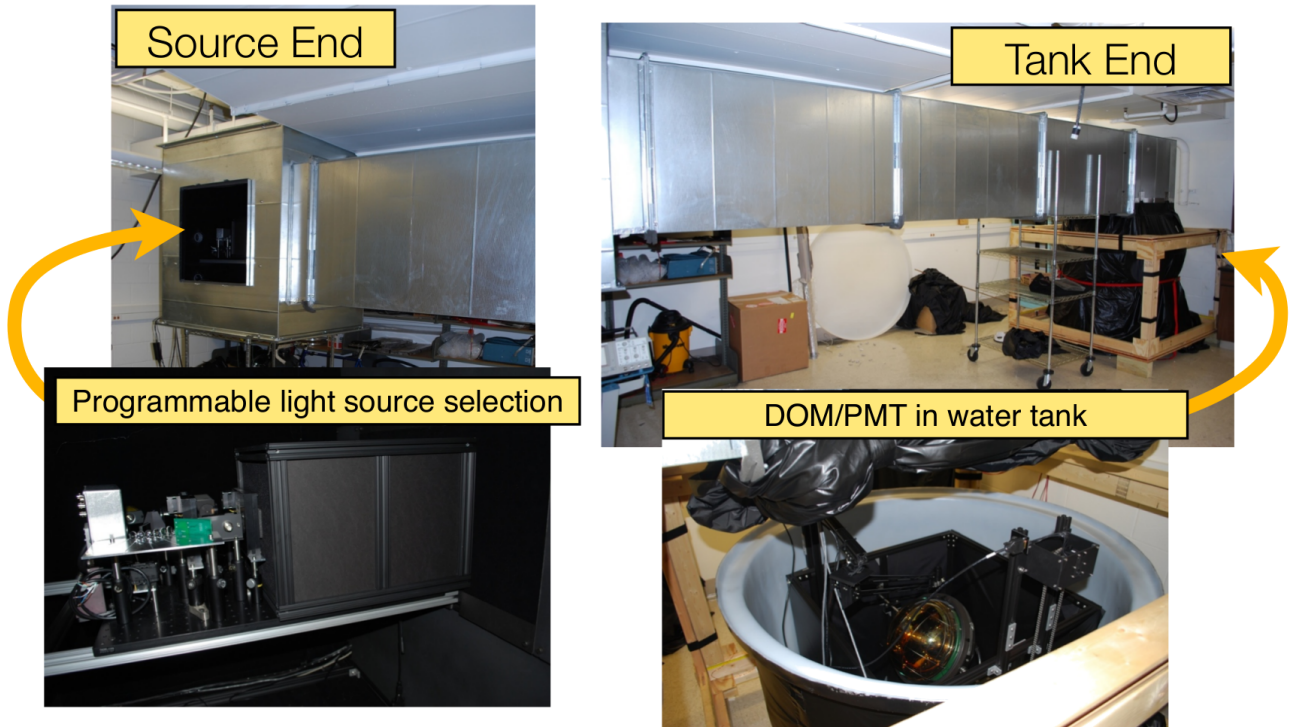 Source End
Tank End
Programmable light source selection
DOM/PMT in water tank